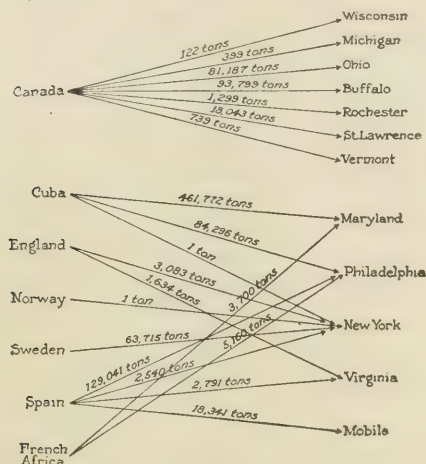 Wisconsin
Michigan
Ohio
Buffalo
Rochester
St. Lawrence
Vermont
Canada
122 tons
399 tons
81,187 tons
93,799 tons
1,299 tons
18,043 tons
739 tons
Cuba
England
Norway
Sweden
Spain
French
Africa
461,772 tons
84,296 tons
1 ton
3,083 tons
1,634 tons
1 ton
63,715 tons
129,041 tons
2,540 tons
2,791 tons
18,341 tons
3,700 tons
5,160 tons
Maryland
Philadelphia
New York
Virginia
Mobile